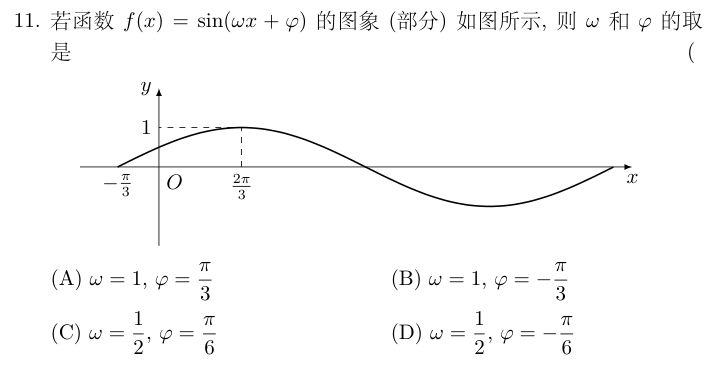 11. 若函数 f(x) = sin(ωx + φ) 的图象 (部分) 如图所示, 则 ω 和 φ 的取
是 (
y
1
−π/3 O 2π/3 x
(A) ω = 1, φ = π/3 (B) ω = 1, φ = −π/3
(C) ω = 1/2, φ = π/6 (D) ω = 1/2, φ = −π/6